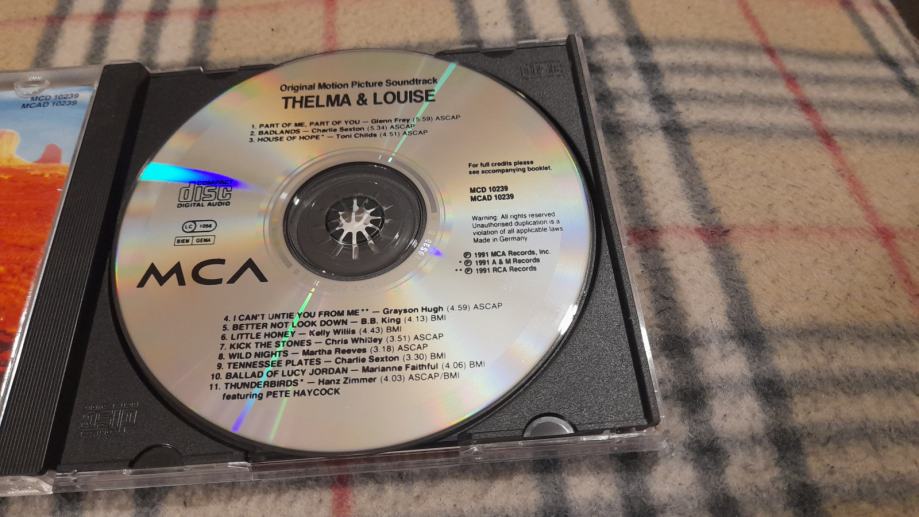 MCD 10239
MCAD 10239
Original Motion Picture Soundtrack
THELMA & LOUISE
1. PART OF ME, PART OF YOU — Glenn Frey (5.59) ASCAP
2. BADLANDS — Charlie Sexton (5.34) ASCAP
3. HOUSE OF HOPE* — Toni Childs (4.51) ASCAP
COMPACT
disc
DIGITAL AUDIO
LC 1056
BIEM GEMA
MCA
For full credits please
see accompanying booklet.
MCD 10239
MCAD 10239
Warning: All rights reserved
Unauthorised duplication is a
violation of all applicable laws
Made in Germany
℗ 1991 MCA Records, Inc.
* ℗ 1991 A & M Records
** ℗ 1991 RCA Records
4. I CAN'T UNTIE YOU FROM ME** — Grayson Hugh (4.59) ASCAP
5. BETTER NOT LOOK DOWN — B.B. King (4.13) BMI
6. LITTLE HONEY — Kelly Willis (4.43) BMI
7. KICK THE STONES — Chris Whitley (3.51) ASCAP
8. WILD NIGHTS — Martha Reeves (3.18) ASCAP
9. TENNESSEE PLATES — Charlie Sexton (3.30) BMI
10. BALLAD OF LUCY JORDAN — Marianne Faithful (4.06) BMI
11. THUNDERBIRDS* — Hanz Zimmer (4.03) ASCAP/BMI
featuring PETE HAYCOCK